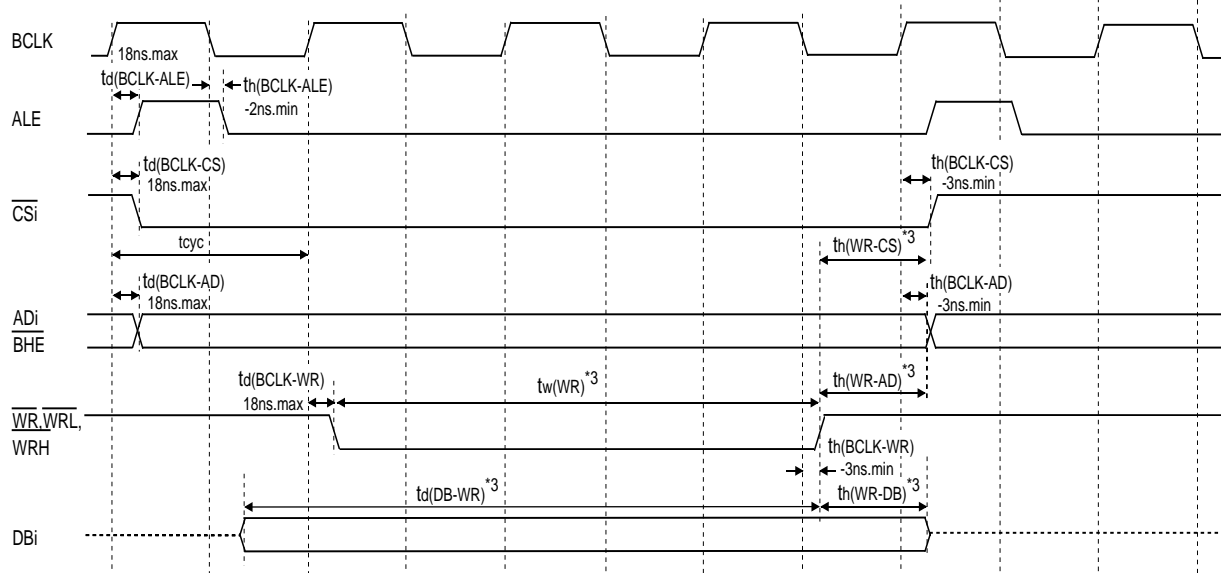 BCLK
18ns.max
td(BCLK-ALE)
th(BCLK-ALE)
-2ns.min
ALE
td(BCLK-CS)
18ns.max
th(BCLK-CS)
-3ns.min
CSi
tcyc
th(WR-CS)*3
td(BCLK-AD)
18ns.max
th(BCLK-AD)
-3ns.min
ADi
BHE
td(BCLK-WR)
18ns.max
tw(WR)*3
th(WR-AD)*3
WR,WRL,
WRH
th(BCLK-WR)
-3ns.min
td(DB-WR)*3
th(WR-DB)*3
DBi